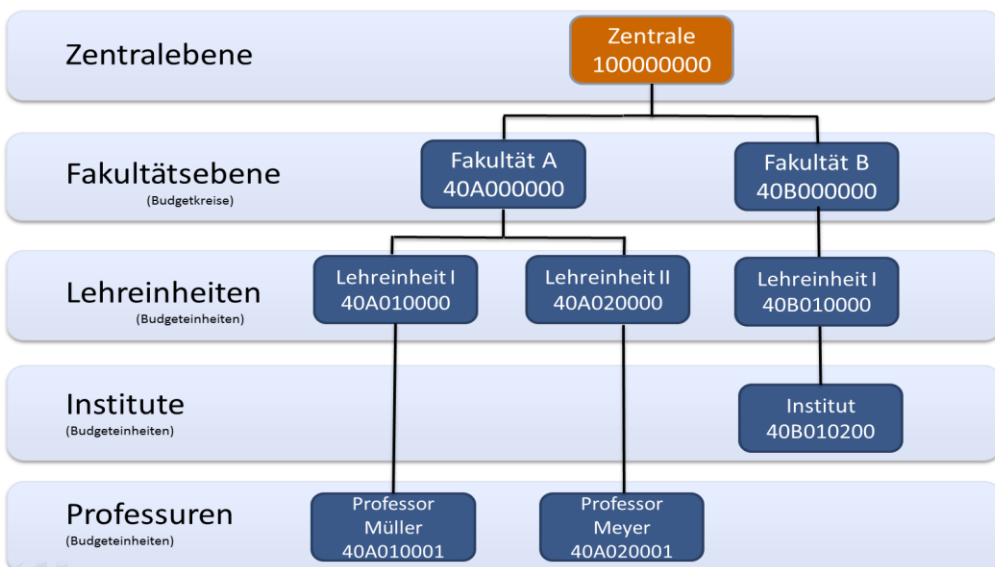 Zentralebene
Zentrale
100000000
Fakultätsebene
(Budgetkreise)
Fakultät A
40A000000
Fakultät B
40B000000
Lehreinheiten
(Budgeteinheiten)
Lehreinheit I
40A010000
Lehreinheit II
40A020000
Lehreinheit I
40B010000
Institute
(Budgeteinheiten)
Institut
40B010200
Professuren
(Budgeteinheiten)
Professor
Müller
40A010001
Professor
Meyer
40A020001